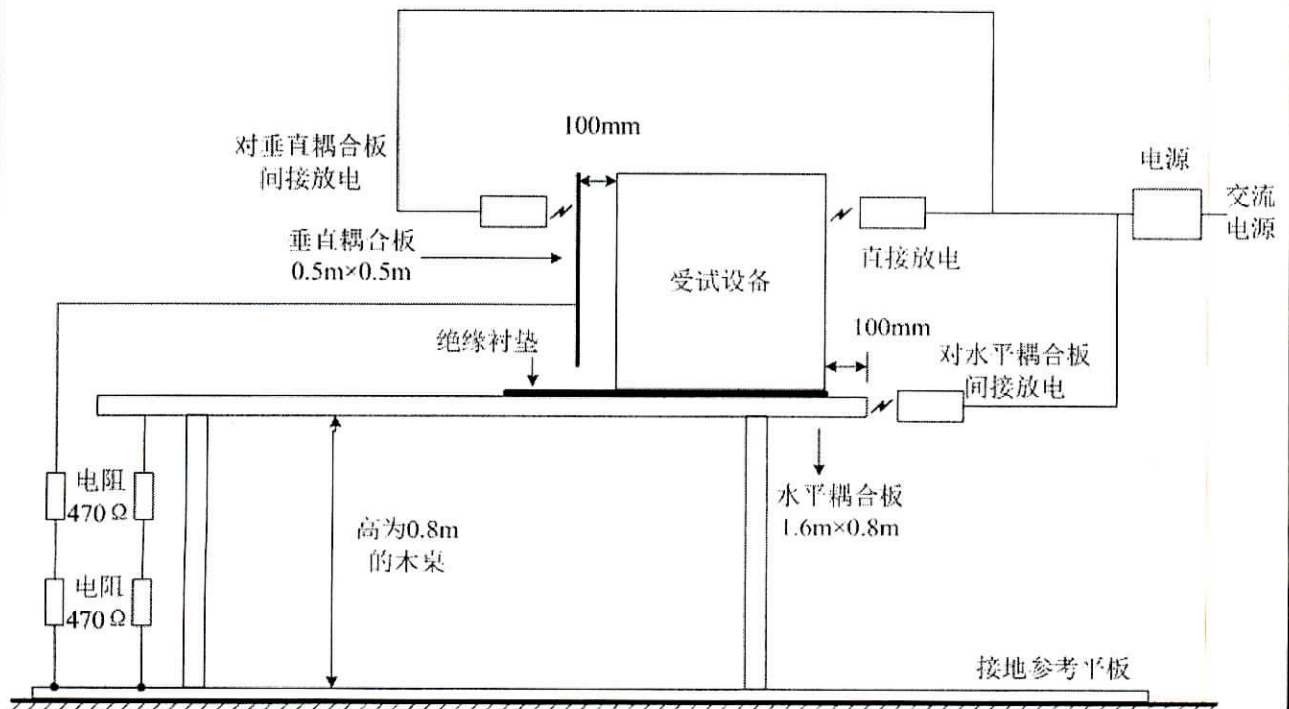 100mm
对垂直耦合板
间接放电
电源
交流
电源
垂直耦合板
0.5m×0.5m
受试设备
直接放电
100mm
绝缘衬垫
对水平耦合板
间接放电
电阻
470Ω
水平耦合板
1.6m×0.8m
高为0.8m
的木桌
电阻
470Ω
接地参考平板